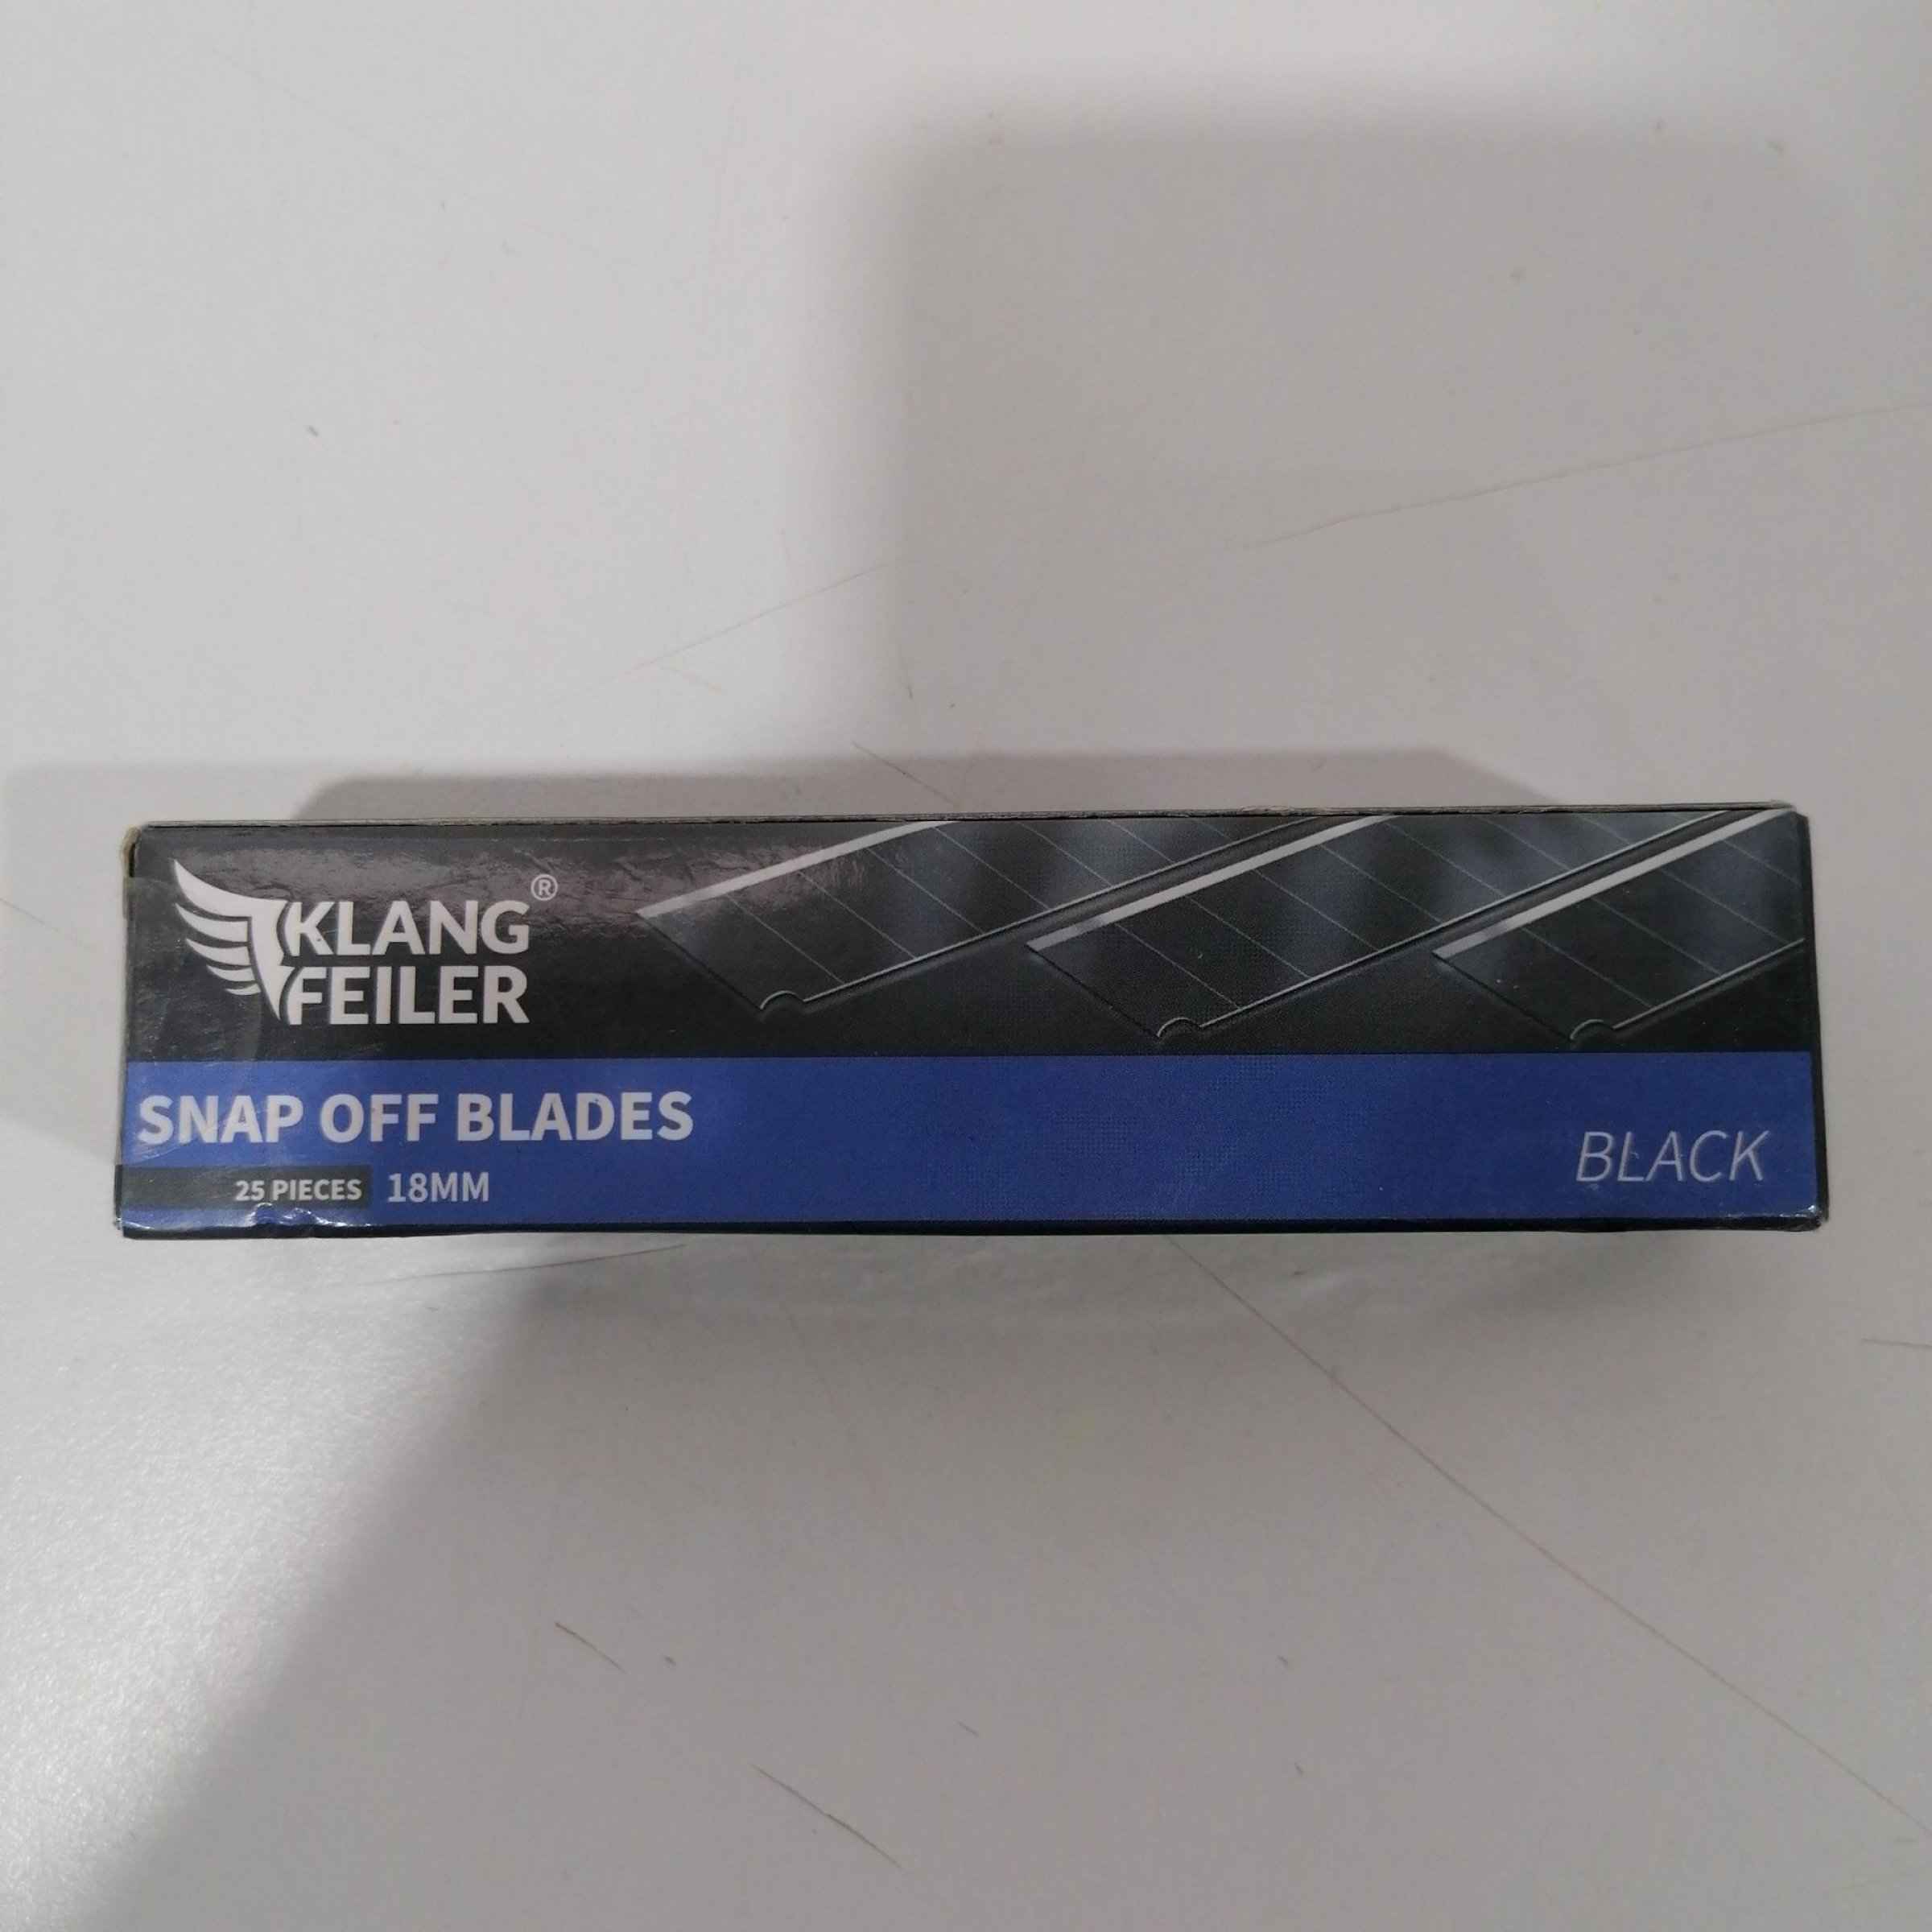 KLANG®
FEILER
SNAP OFF BLADES
25 PIECES 18MM
BLACK